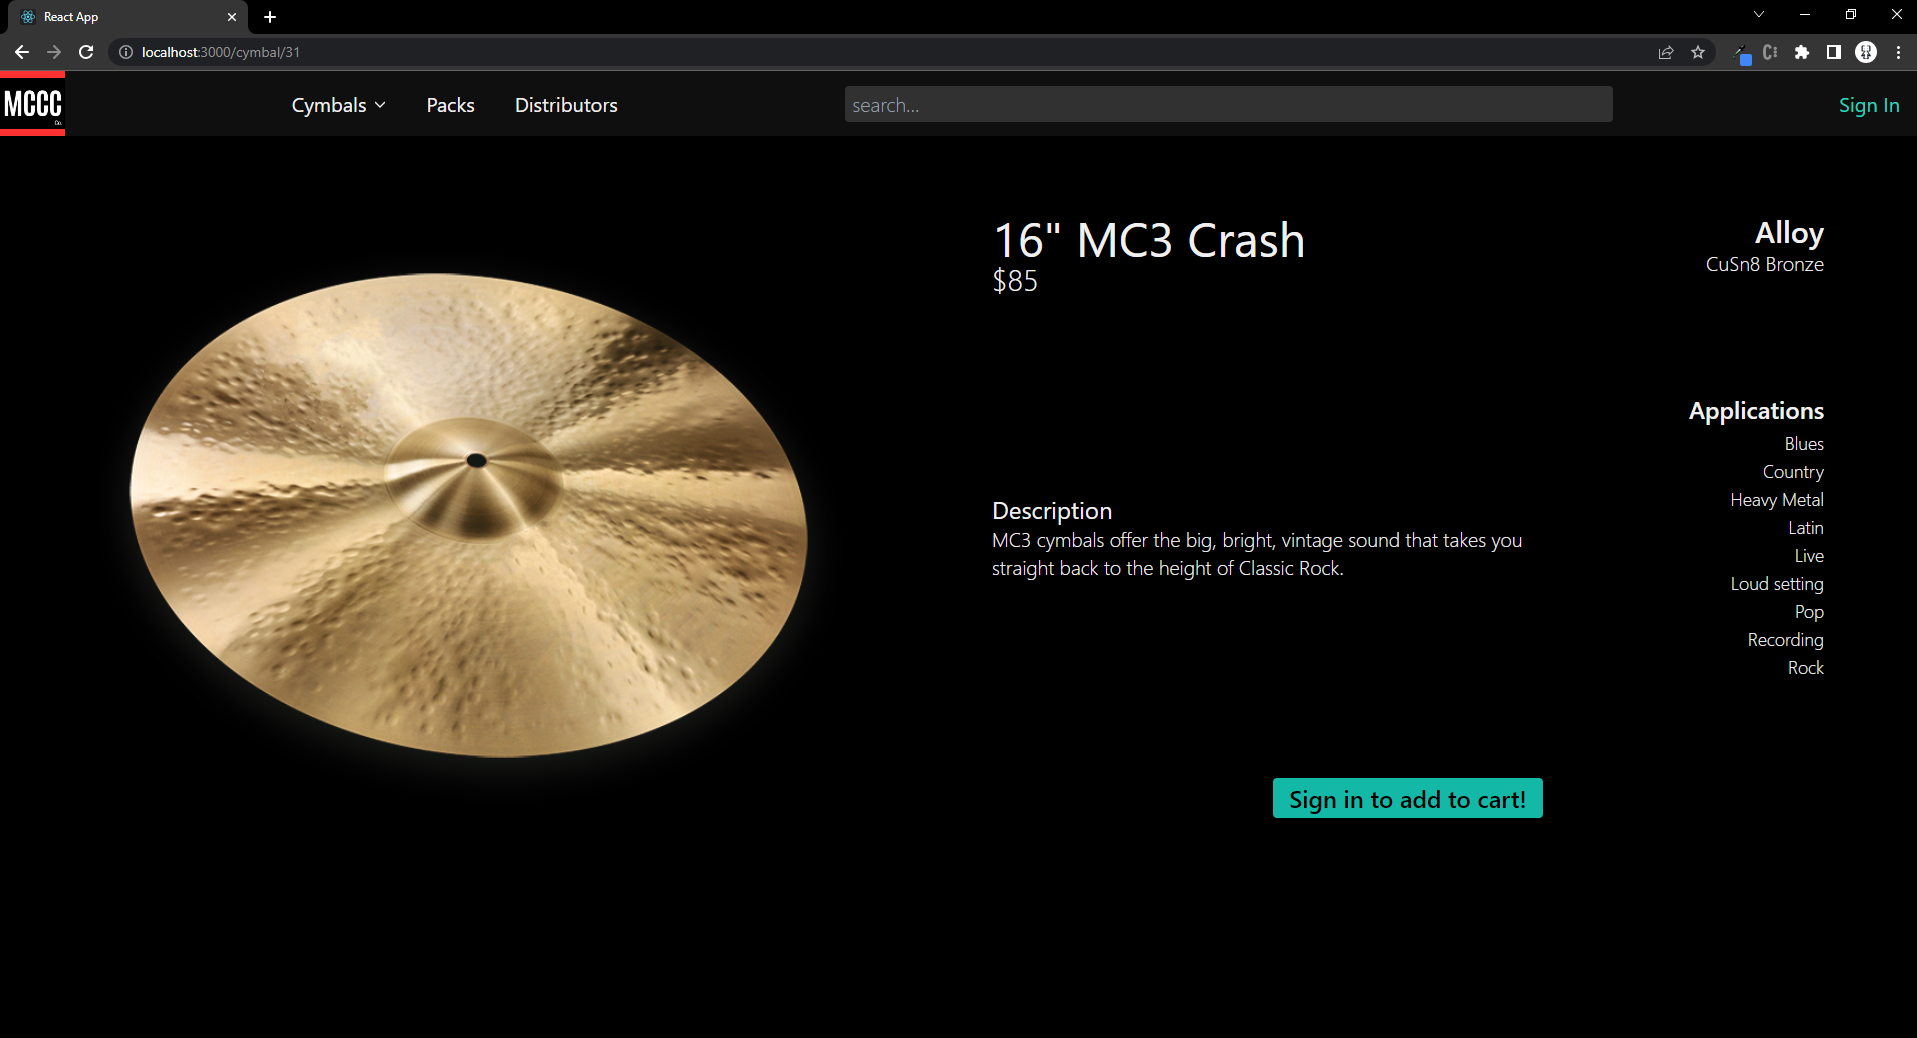 React App
localhost:3000/cymbal/31
MCCC
Co.
Cymbals
Packs
Distributors
search...
Sign In
16" MC3 Crash
$85
Alloy
CuSn8 Bronze
Applications
Blues
Country
Heavy Metal
Latin
Live
Loud setting
Pop
Recording
Rock
Description
MC3 cymbals offer the big, bright, vintage sound that takes you
straight back to the height of Classic Rock.
Sign in to add to cart!